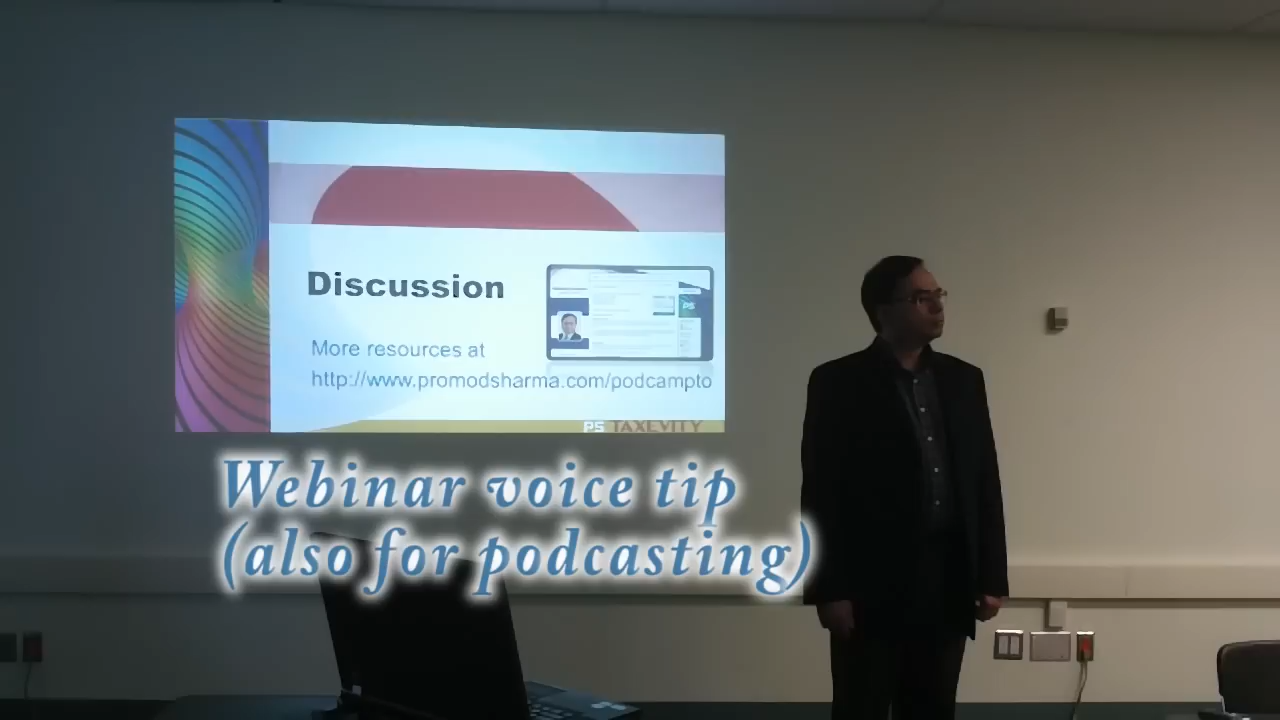 Discussion
More resources at
http://www.promodsharma.com/podcampto
PS TAXEVITY
Webinar voice tip
(also for podcasting)